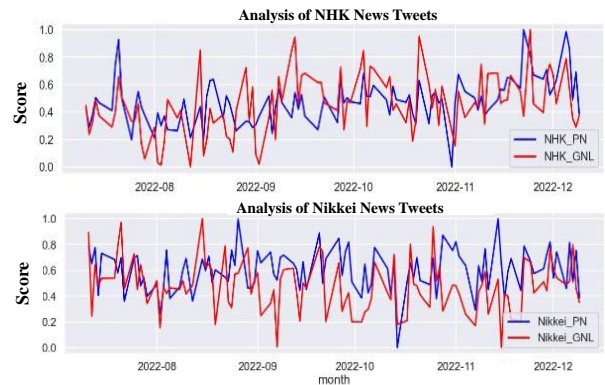 Analysis of NHK News Tweets
Score
1.0
0.8
0.6
0.4
0.2
0.0
NHK_PN
NHK_GNL
2022-08 2022-09 2022-10 2022-11 2022-12
Analysis of Nikkei News Tweets
Score
1.0
0.8
0.6
0.4
0.2
0.0
Nikkei_PN
Nikkei_GNL
2022-08 2022-09 2022-10 2022-11 2022-12
month